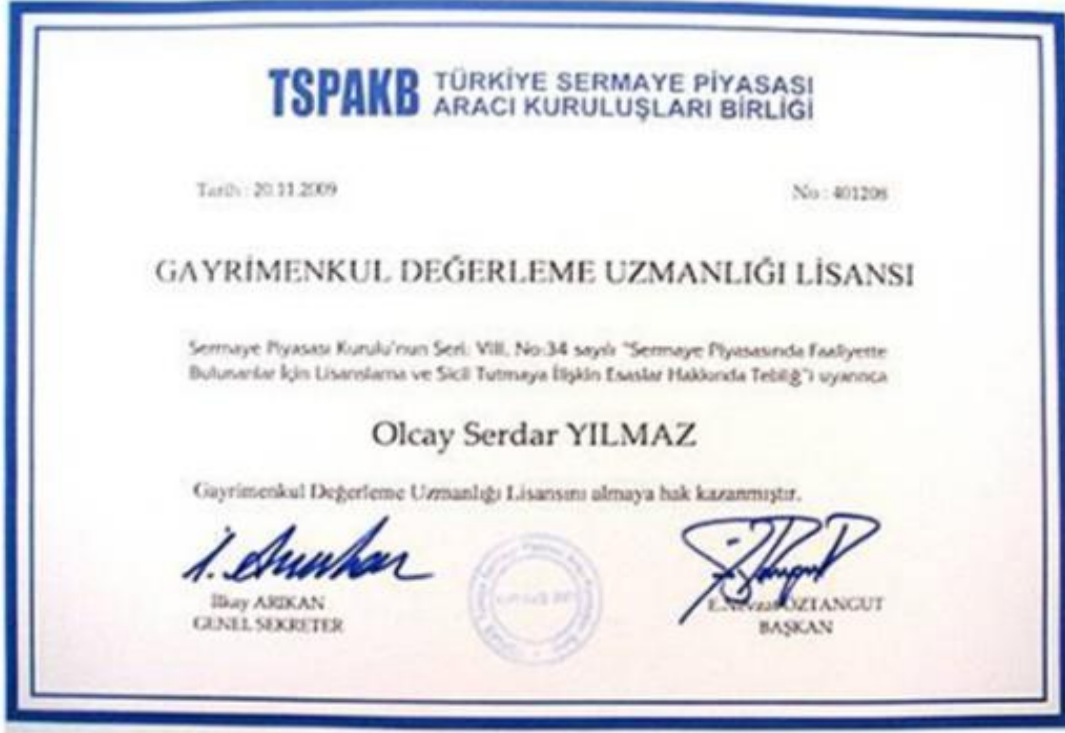 TSPAKB TÜRKİYE SERMAYE PİYASASI
ARACI KURULUŞLARI BİRLİĞİ
Tarih : 20.11.2009 No : 401208
GAYRİMENKUL DEĞERLEME UZMANLIĞI LİSANSI
Sermaye Piyasası Kurulu'nun Seri: VIII, No:34 sayılı "Sermaye Piyasasında Faaliyette
Bulunanlar İçin Lisanslama ve Sicil Tutmaya İlişkin Esaslar Hakkında Tebliğ"i uyarınca
Olcay Serdar YILMAZ
Gayrimenkul Değerleme Uzmanlığı Lisansını almaya hak kazanmıştır.
İlkay ARIKAN
GENEL SEKRETER
E.Nevzat ÖZTANGUT
BAŞKAN